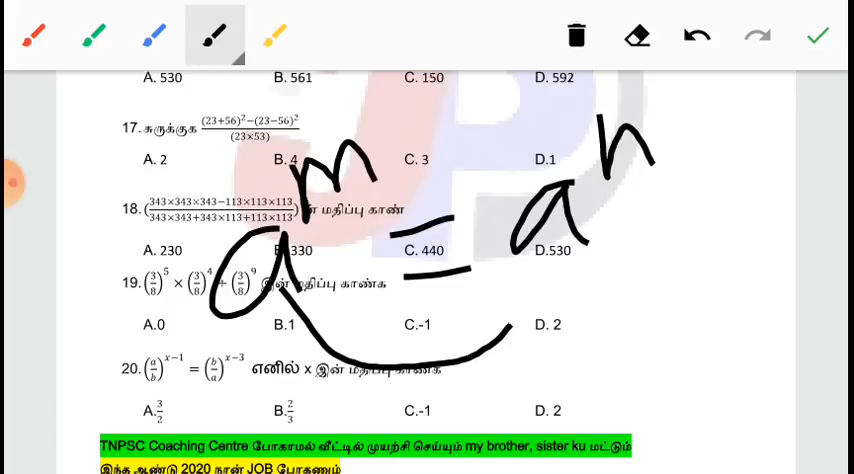 A. 530 B. 561 C. 150 D. 592
17. சுருக்குக (23+56)²−(23−56)² / (23×53)
A. 2 B. 4 C. 3 D.1
18. (343×343×343−113×113×113 / 343×343+343×113+113×113) ன் மதிப்பு காண்
A. 230 B. 330 C. 440 D.530
19. (3/8)⁵ × (3/8)⁴ ÷ (3/8)⁹ இன் மதிப்பு காண்க
A.0 B.1 C.-1 D. 2
20. (a/b)ˣ⁻¹ = (b/a)ˣ⁻³ எனில் x இன் மதிப்பு காண்க
A. 3/2 B. 2/3 C.-1 D. 2
aᵐ = aⁿ
TNPSC Coaching Centre போகாமல் வீட்டில் முயற்சி செய்யும் my brother, sister ku மட்டும்
இந்த ஆண்டு 2020 நான் JOB போகணும்